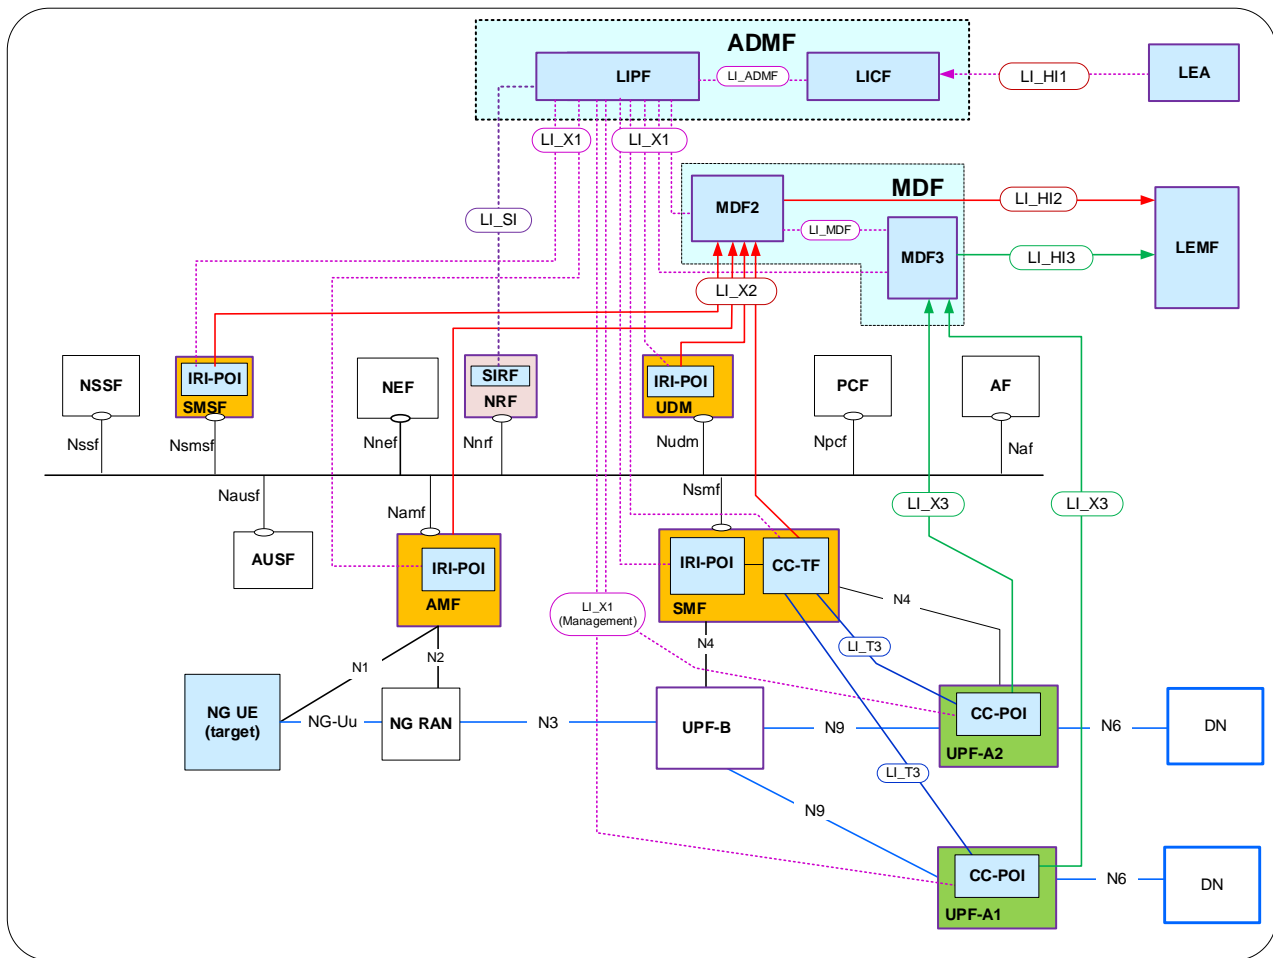 ADMF
LIPF
LI_ADMF
LICF
LI_HI1
LEA
LI_X1
LI_X1
MDF
MDF2
LI_HI2
LI_SI
LI_MDF
LEMF
MDF3
LI_HI3
LI_X2
NSSF
IRI-POI
SMSF
NEF
SIRF
NRF
IRI-POI
UDM
PCF
AF
Nssf
Nsmsf
Nnef
Nnrf
Nudm
Npcf
Naf
Nausf
Namf
Nsmf
LI_X3
LI_X3
AUSF
IRI-POI
AMF
IRI-POI
CC-TF
SMF
LI_X1
(Management)
N4
N4
LI_T3
N1
N2
NG UE
(target)
NG-Uu
NG RAN
N3
UPF-B
N9
CC-POI
UPF-A2
N6
DN
LI_T3
N9
CC-POI
UPF-A1
N6
DN